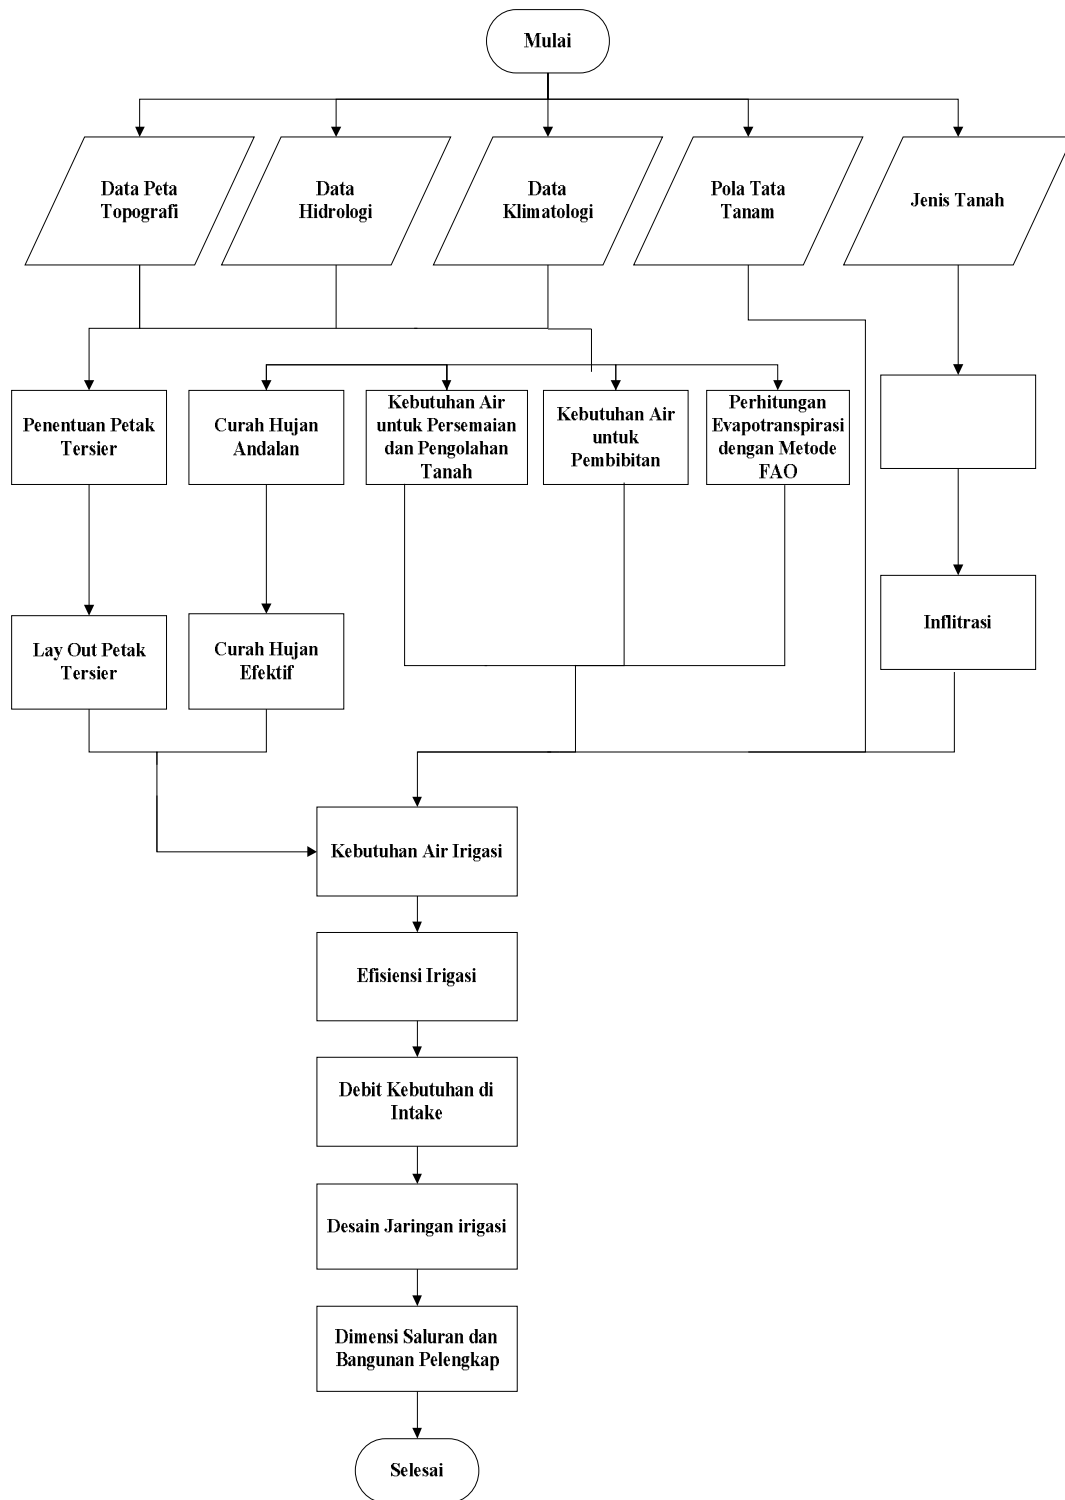 Mulai
Data Peta
Topografi
Data
Hidrologi
Data
Klimatologi
Pola Tata
Tanam
Jenis Tanah
Penentuan Petak
Tersier
Curah Hujan
Andalan
Kebutuhan Air
untuk Persemaian
dan Pengolahan
Tanah
Kebutuhan Air
untuk
Pembibitan
Perhitungan
Evapotranspirasi
dengan Metode
FAO
Inflitrasi
Lay Out Petak
Tersier
Curah Hujan
Efektif
Kebutuhan Air Irigasi
Efisiensi Irigasi
Debit Kebutuhan di
Intake
Desain Jaringan irigasi
Dimensi Saluran dan
Bangunan Pelengkap
Selesai